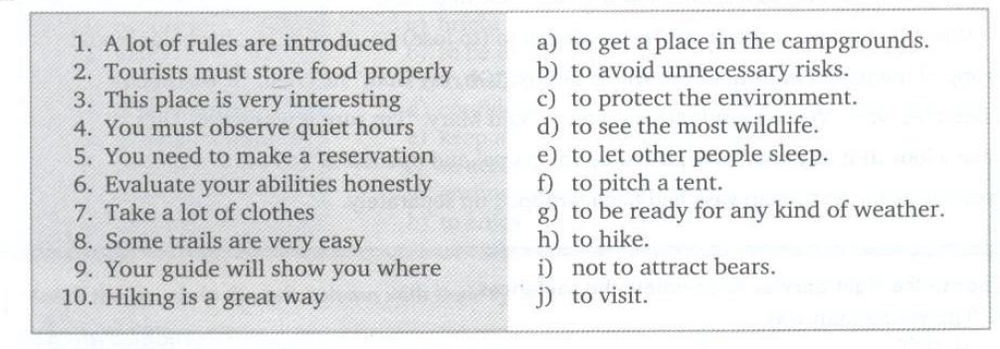 1. A lot of rules are introduced
2. Tourists must store food properly
3. This place is very interesting
4. You must observe quiet hours
5. You need to make a reservation
6. Evaluate your abilities honestly
7. Take a lot of clothes
8. Some trails are very easy
9. Your guide will show you where
10. Hiking is a great way
a) to get a place in the campgrounds.
b) to avoid unnecessary risks.
c) to protect the environment.
d) to see the most wildlife.
e) to let other people sleep.
f) to pitch a tent.
g) to be ready for any kind of weather.
h) to hike.
i) not to attract bears.
j) to visit.